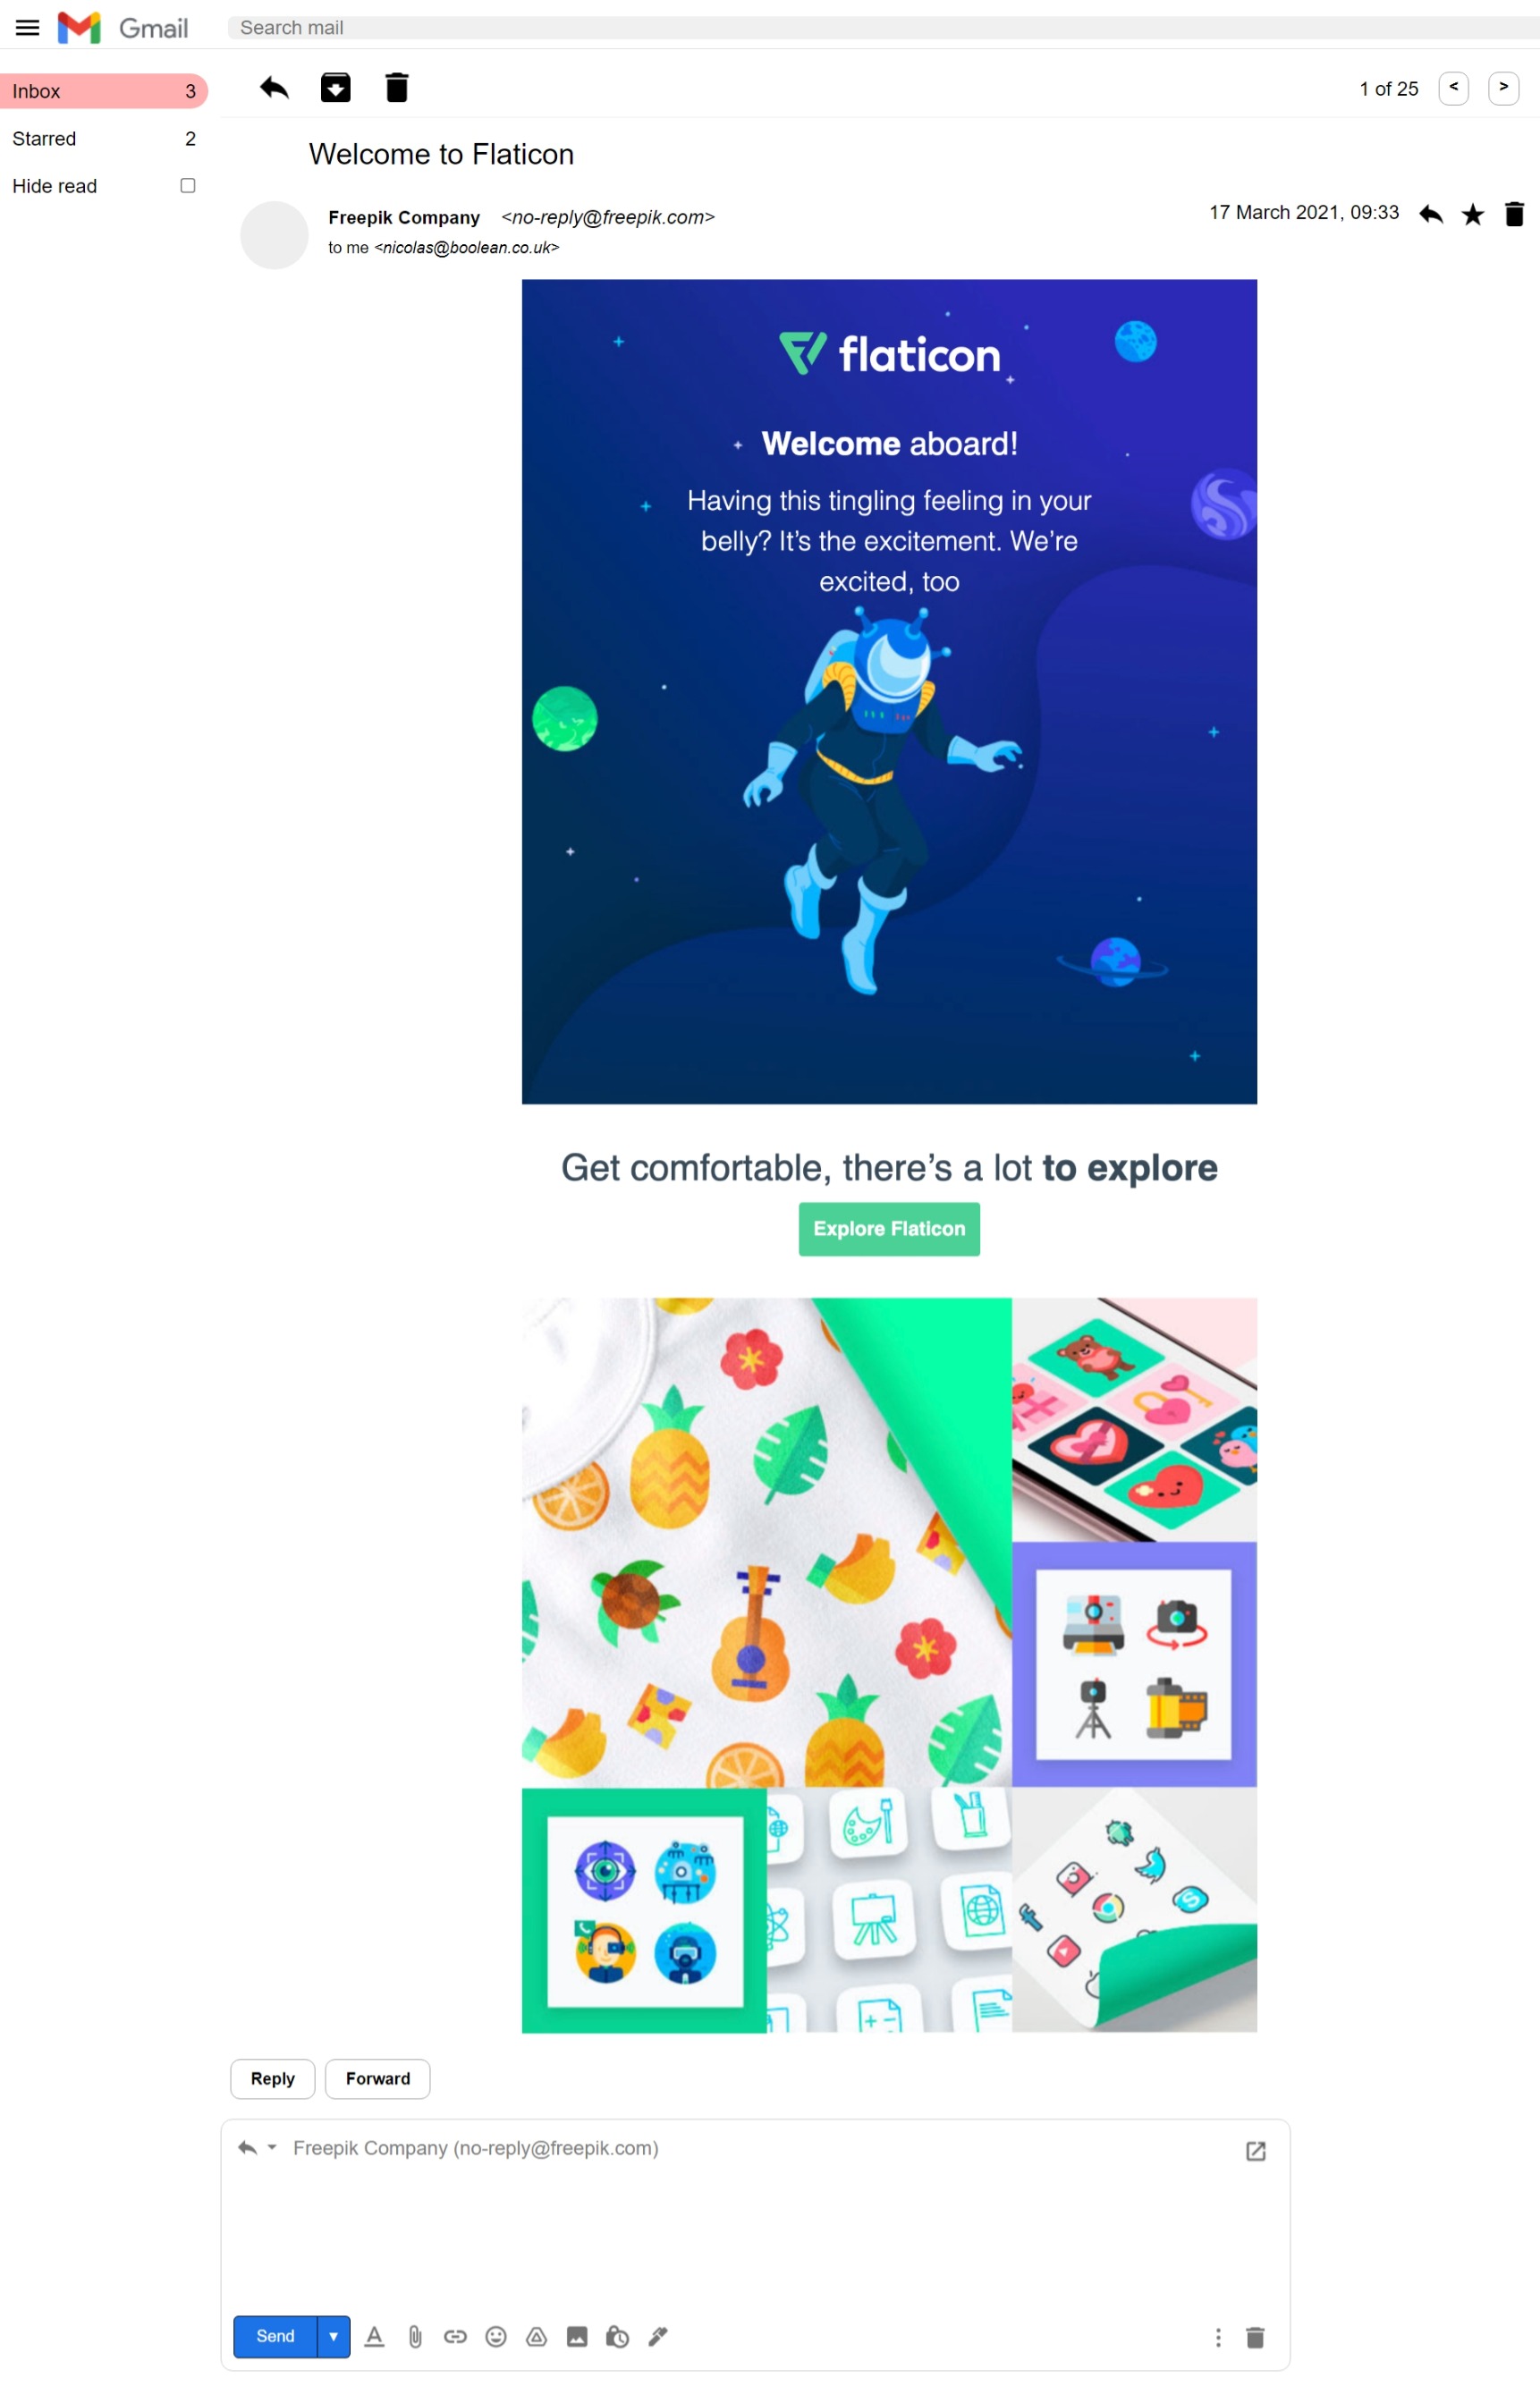 Gmail
Search mail
Inbox 3
Starred 2
Hide read
1 of 25 < >
Welcome to Flaticon
Freepik Company <no-reply@freepik.com>
17 March 2021, 09:33
to me <nicolas@boolean.co.uk>
flaticon
Welcome aboard!
Having this tingling feeling in your
belly? It’s the excitement. We’re
excited, too
Get comfortable, there’s a lot to explore
Explore Flaticon
Reply Forward
Freepik Company (no-reply@freepik.com)
Send